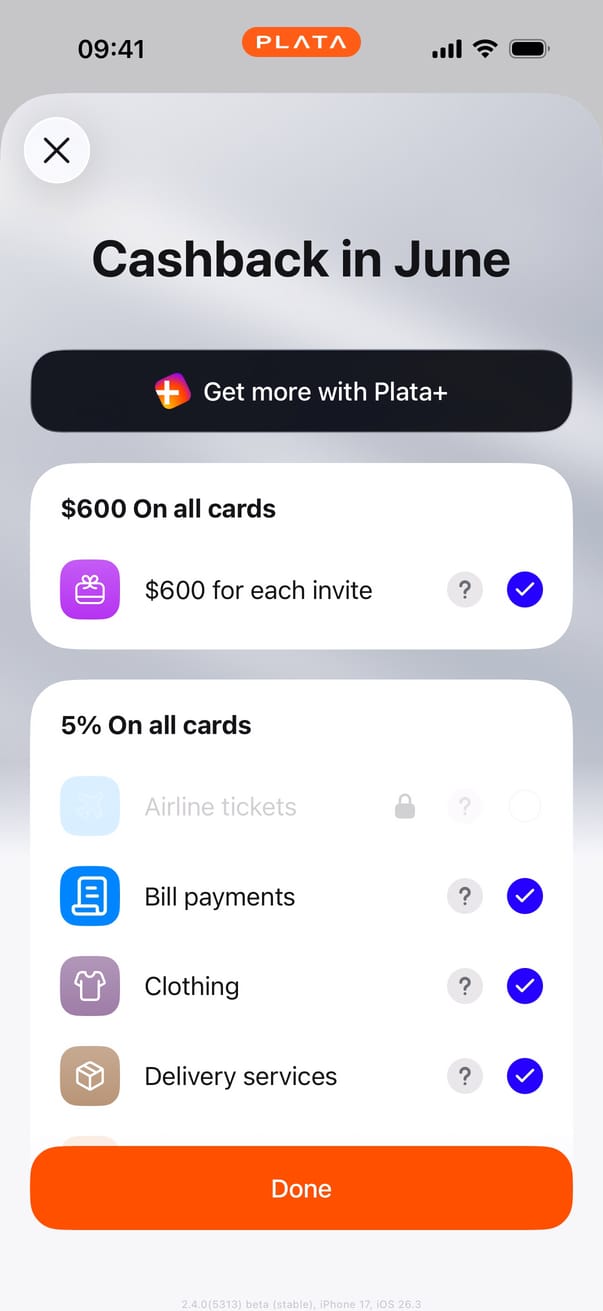 09:41
PLATA
Cashback in June
Get more with Plata+
$600 On all cards
$600 for each invite ?
5% On all cards
Airline tickets ?
Bill payments ?
Clothing ?
Delivery services ?
Done
2.4.0(5313) beta (stable), iPhone 17, iOS 26.3